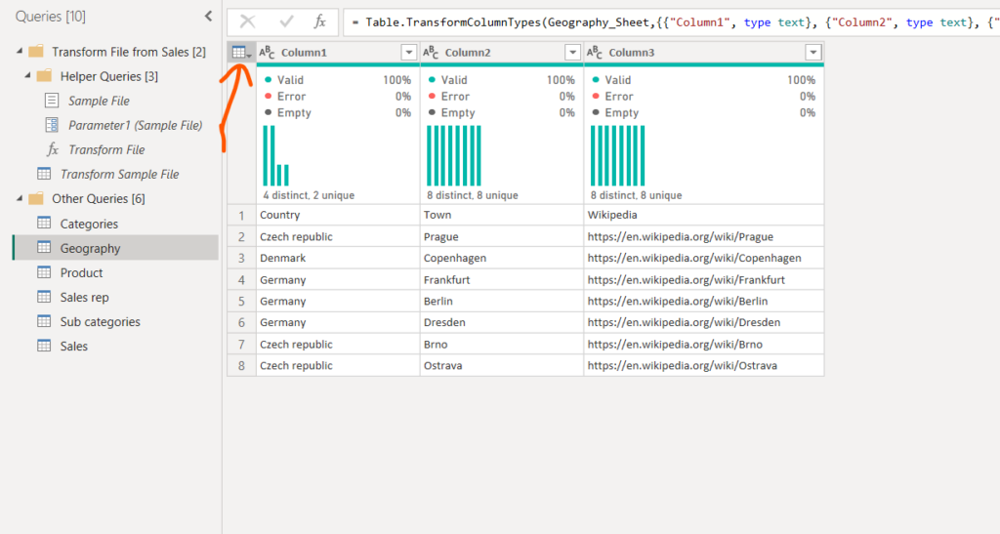 Queries [10]
= Table.TransformColumnTypes(Geography_Sheet,{{"Column1", type text}, {"Column2", type text}, {"
Transform File from Sales [2]
Helper Queries [3]
Sample File
Parameter1 (Sample File)
fx Transform File
Transform Sample File
Other Queries [6]
Categories
Geography
Product
Sales rep
Sub categories
Sales
fx
ABC Column1 ABC Column2 ABC Column3
Valid 100% Valid 100% Valid 100%
Error 0% Error 0% Error 0%
Empty 0% Empty 0% Empty 0%
4 distinct, 2 unique 8 distinct, 8 unique 8 distinct, 8 unique
1 Country Town Wikipedia
2 Czech republic Prague https://en.wikipedia.org/wiki/Prague
3 Denmark Copenhagen https://en.wikipedia.org/wiki/Copenhagen
4 Germany Frankfurt https://en.wikipedia.org/wiki/Frankfurt
5 Germany Berlin https://en.wikipedia.org/wiki/Berlin
6 Germany Dresden https://en.wikipedia.org/wiki/Dresden
7 Czech republic Brno https://en.wikipedia.org/wiki/Brno
8 Czech republic Ostrava https://en.wikipedia.org/wiki/Ostrava